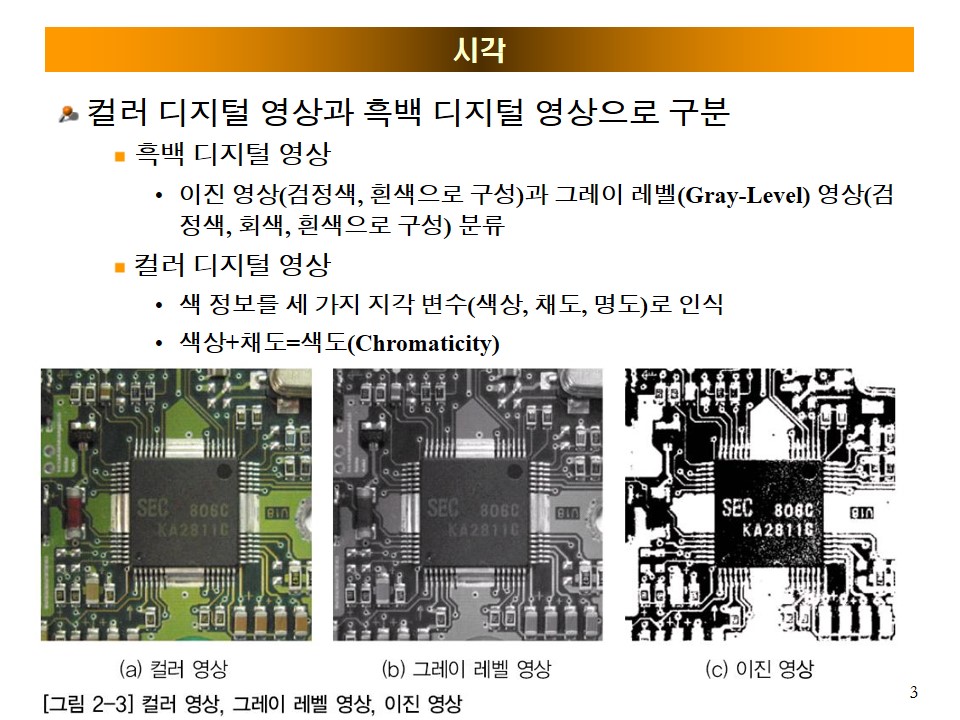 시각
컬러 디지털 영상과 흑백 디지털 영상으로 구분
흑백 디지털 영상
• 이진 영상(검정색, 흰색으로 구성)과 그레이 레벨(Gray-Level) 영상(검
정색, 회색, 흰색으로 구성) 분류
컬러 디지털 영상
• 색 정보를 세 가지 지각 변수(색상, 채도, 명도)로 인식
• 색상+채도=색도(Chromaticity)
SEC 806C
KA2811C
SEC 806C
KA2811C
SEC 806C
KA2811C
(a) 컬러 영상
(b) 그레이 레벨 영상
(c) 이진 영상
[그림 2-3] 컬러 영상, 그레이 레벨 영상, 이진 영상
3